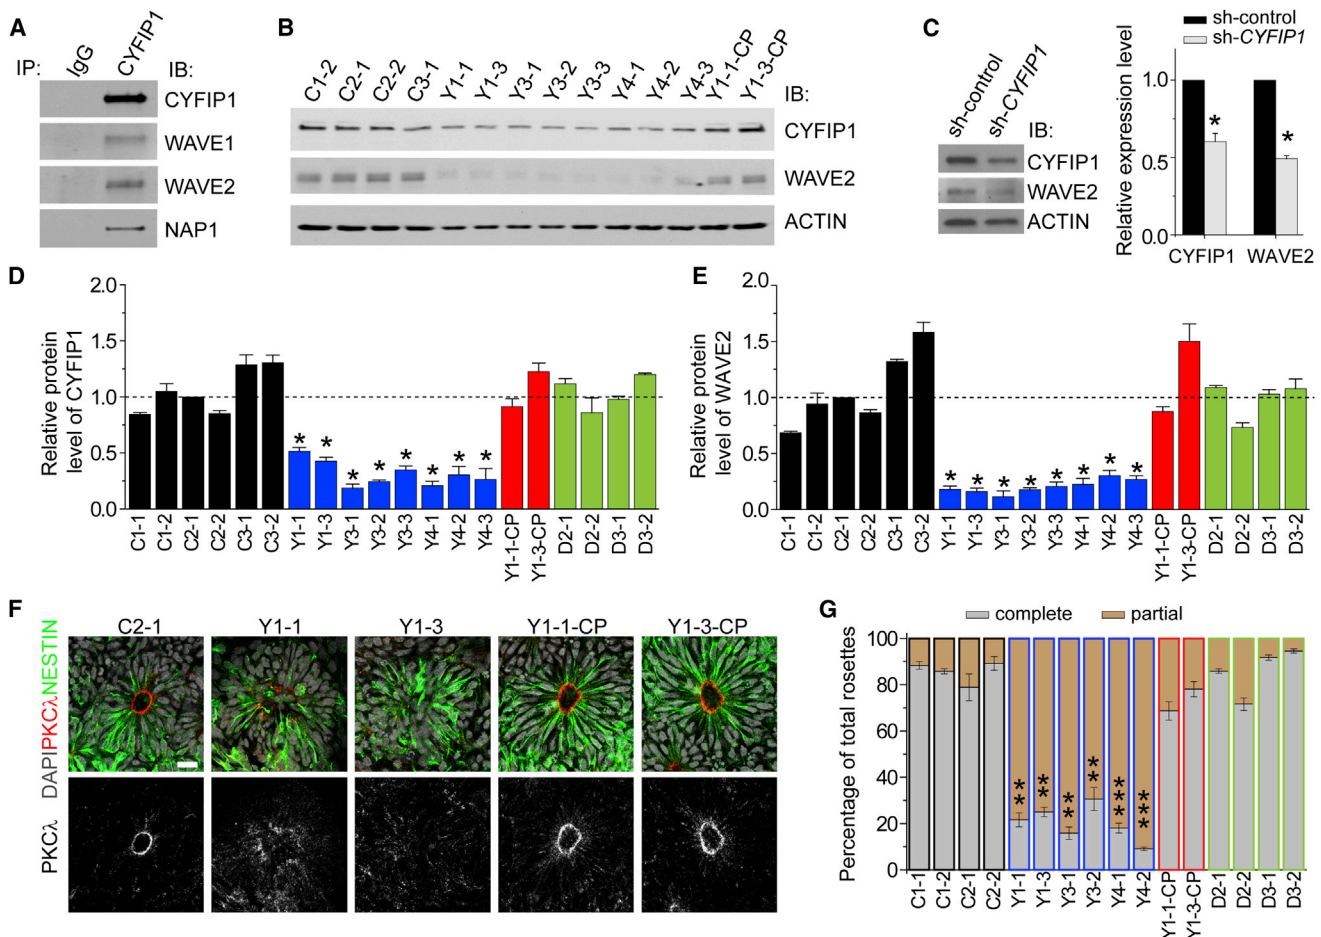 A
IP:
IgG
CYFIP1
IB:
CYFIP1
WAVE1
WAVE2
NAP1
B
C1-2
C2-1
C2-2
C3-1
Y1-1
Y1-3
Y3-1
Y3-2
Y3-3
Y4-1
Y4-2
Y4-3
Y1-1-CP
Y1-3-CP
IB:
CYFIP1
WAVE2
ACTIN
C
sh-control
sh-CYFIP1
IB:
CYFIP1
WAVE2
ACTIN
sh-control
sh-CYFIP1
Relative expression level
1.0
0.5
0.0
*
*
CYFIP1 WAVE2
D
Relative protein
level of CYFIP1
2.0
1.5
1.0
0.5
0
* * * * * * * *
C1-1
C1-2
C2-1
C2-2
C3-1
C3-2
Y1-1
Y1-3
Y3-1
Y3-2
Y3-3
Y4-1
Y4-2
Y4-3
Y1-1-CP
Y1-3-CP
D2-1
D2-2
D3-1
D3-2
E
Relative protein
level of WAVE2
2.0
1.5
1.0
0.5
0
* * * * * * * *
C1-1
C1-2
C2-1
C2-2
C3-1
C3-2
Y1-1
Y1-3
Y3-1
Y3-2
Y3-3
Y4-1
Y4-2
Y4-3
Y1-1-CP
Y1-3-CP
D2-1
D2-2
D3-1
D3-2
F
C2-1 Y1-1 Y1-3 Y1-1-CP Y1-3-CP
DAPIPKCλNESTIN
PKCλ
G
complete partial
Percentage of total rosettes
100
80
60
40
20
0
** ** ** ** *** ***
C1-1
C1-2
C2-1
C2-2
Y1-1
Y1-3
Y3-1
Y3-2
Y4-1
Y4-2
Y1-1-CP
Y1-3-CP
D2-1
D2-2
D3-1
D3-2